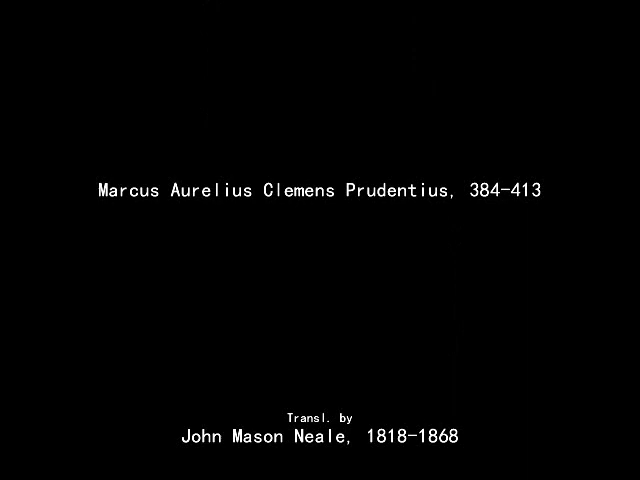 Marcus Aurelius Clemens Prudentius, 384-413
Transl. by
John Mason Neale, 1818-1868